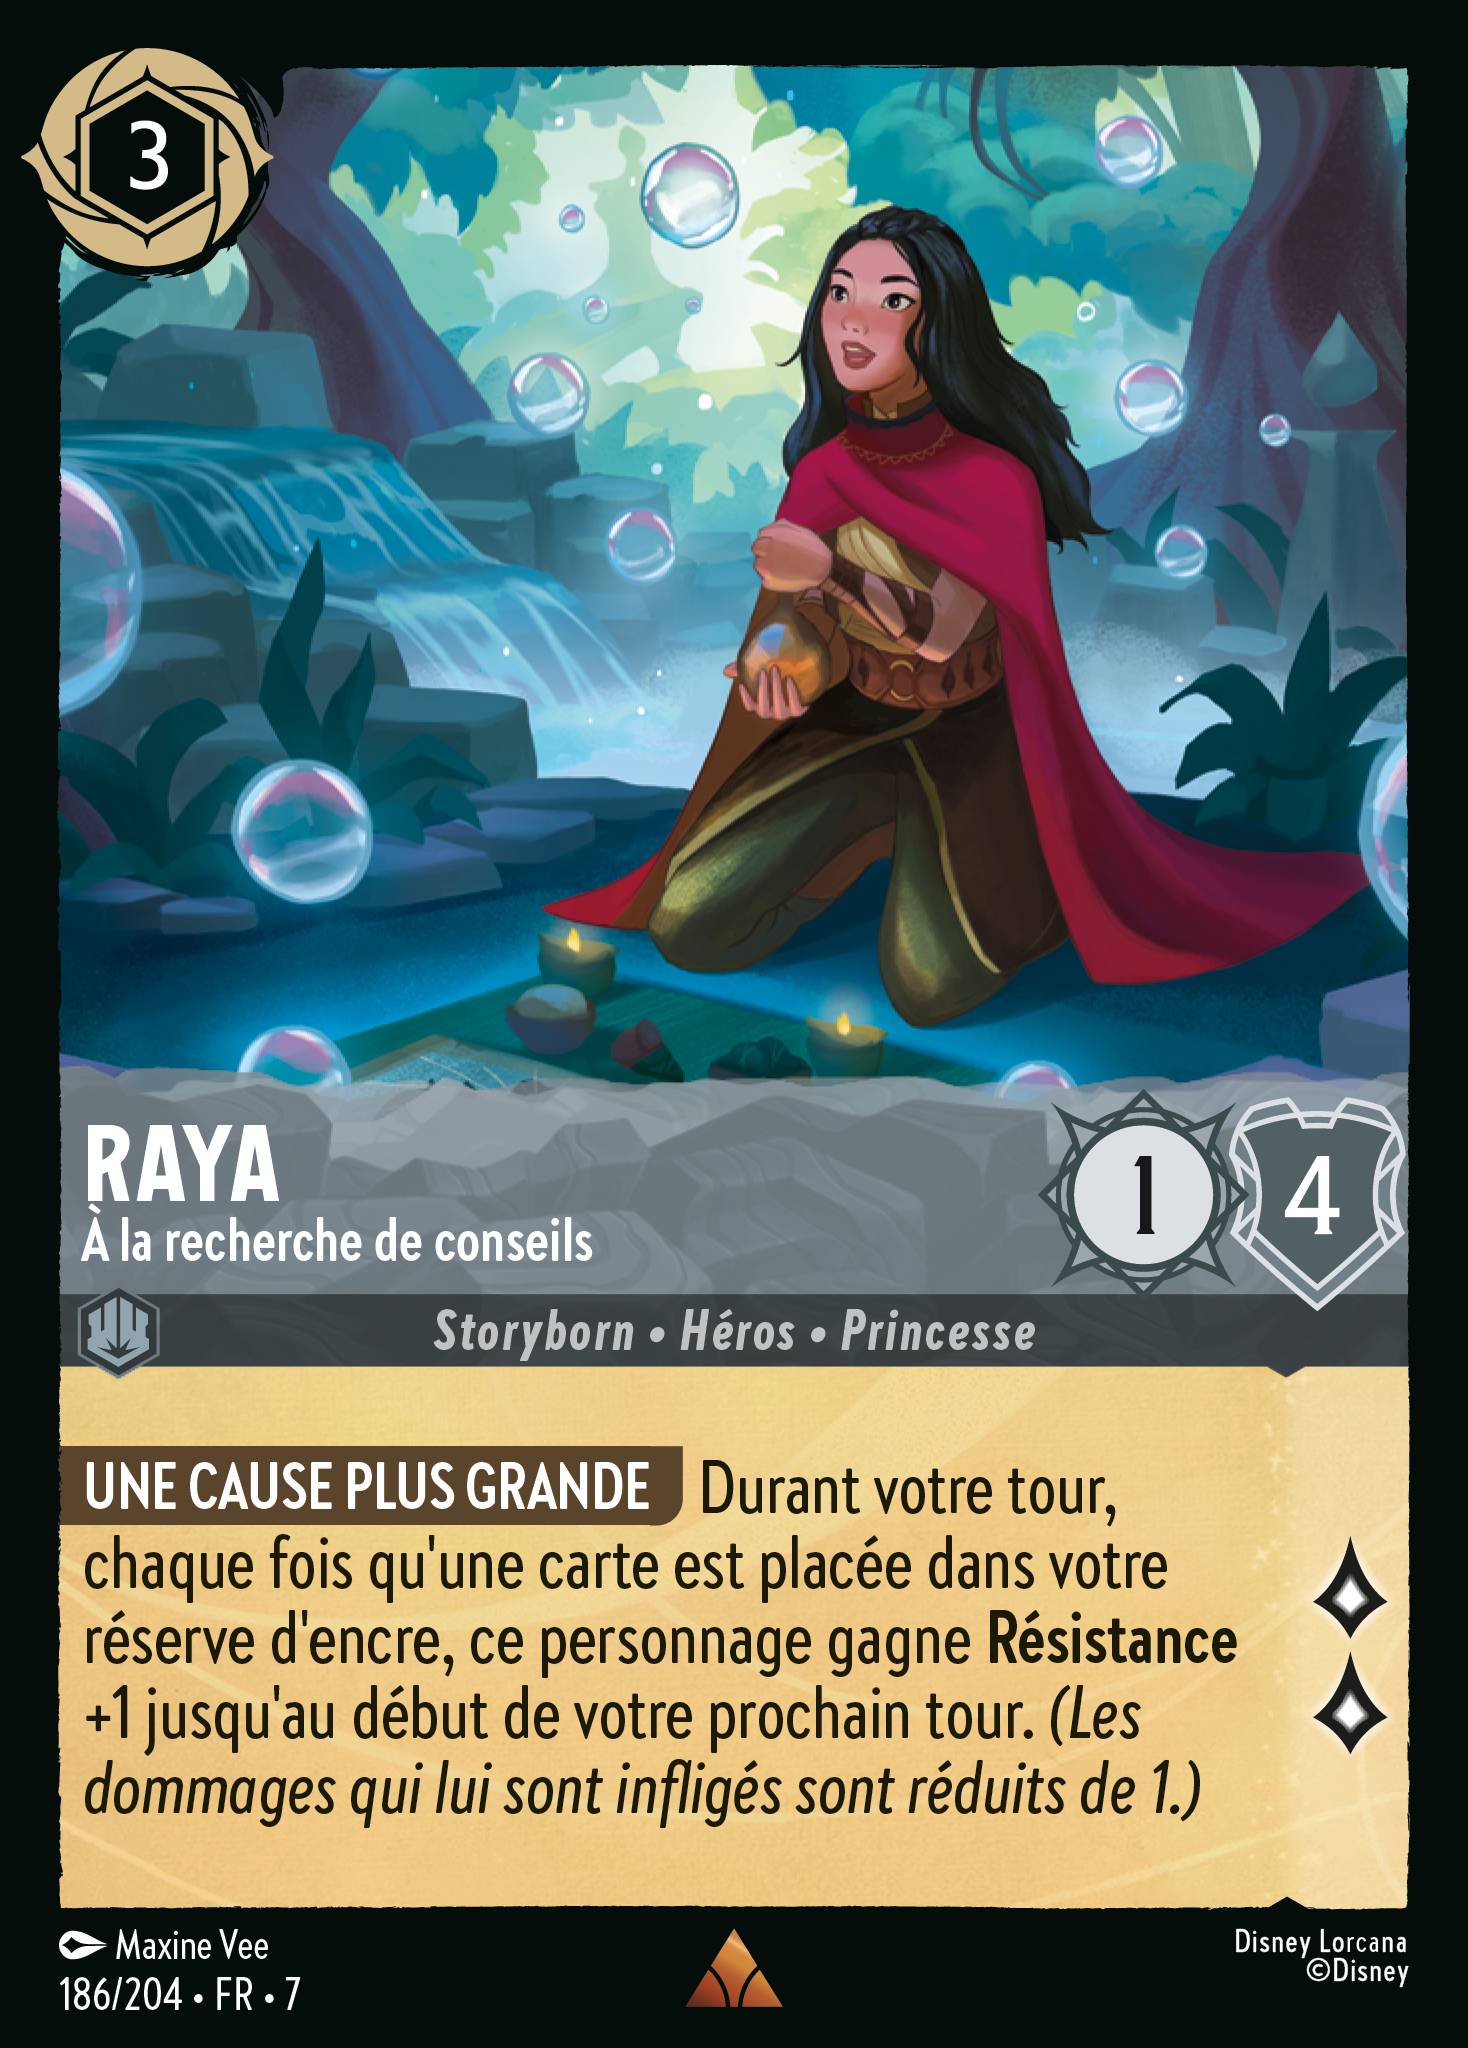 3
RAYA
À la recherche de conseils
1 4
Storyborn • Héros • Princesse
UNE CAUSE PLUS GRANDE Durant votre tour,
chaque fois qu'une carte est placée dans votre
réserve d'encre, ce personnage gagne Résistance
+1 jusqu'au début de votre prochain tour. (Les
dommages qui lui sont infligés sont réduits de 1.)
Maxine Vee
186/204 • FR • 7
Disney Lorcana
©Disney